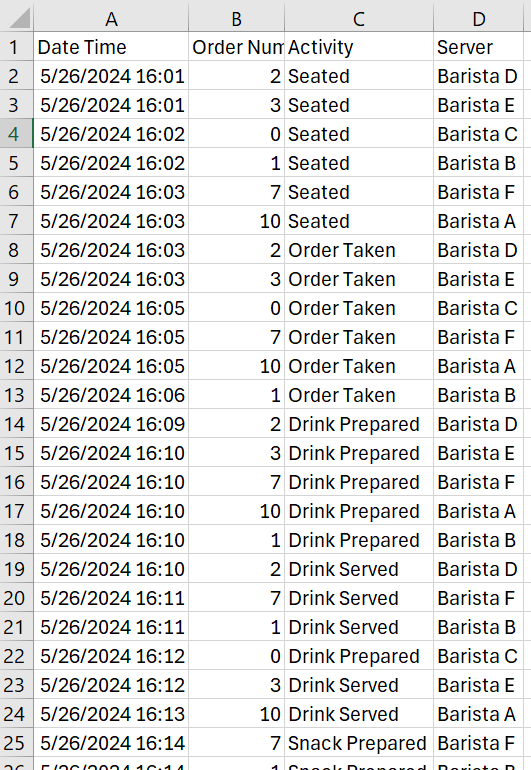 A B C D
1 Date Time Order Num Activity Server
2 5/26/2024 16:01 2 Seated Barista D
3 5/26/2024 16:01 3 Seated Barista E
4 5/26/2024 16:02 0 Seated Barista C
5 5/26/2024 16:02 1 Seated Barista B
6 5/26/2024 16:03 7 Seated Barista F
7 5/26/2024 16:03 10 Seated Barista A
8 5/26/2024 16:03 2 Order Taken Barista D
9 5/26/2024 16:03 3 Order Taken Barista E
10 5/26/2024 16:05 0 Order Taken Barista C
11 5/26/2024 16:05 7 Order Taken Barista F
12 5/26/2024 16:05 10 Order Taken Barista A
13 5/26/2024 16:06 1 Order Taken Barista B
14 5/26/2024 16:09 2 Drink Prepared Barista D
15 5/26/2024 16:10 3 Drink Prepared Barista E
16 5/26/2024 16:10 7 Drink Prepared Barista F
17 5/26/2024 16:10 10 Drink Prepared Barista A
18 5/26/2024 16:10 1 Drink Prepared Barista B
19 5/26/2024 16:10 2 Drink Served Barista D
20 5/26/2024 16:11 7 Drink Served Barista F
21 5/26/2024 16:11 1 Drink Served Barista B
22 5/26/2024 16:12 0 Drink Prepared Barista C
23 5/26/2024 16:12 3 Drink Served Barista E
24 5/26/2024 16:13 10 Drink Served Barista A
25 5/26/2024 16:14 7 Snack Prepared Barista F
26 5/26/2024 16:14 1 Snack Prepared Barista